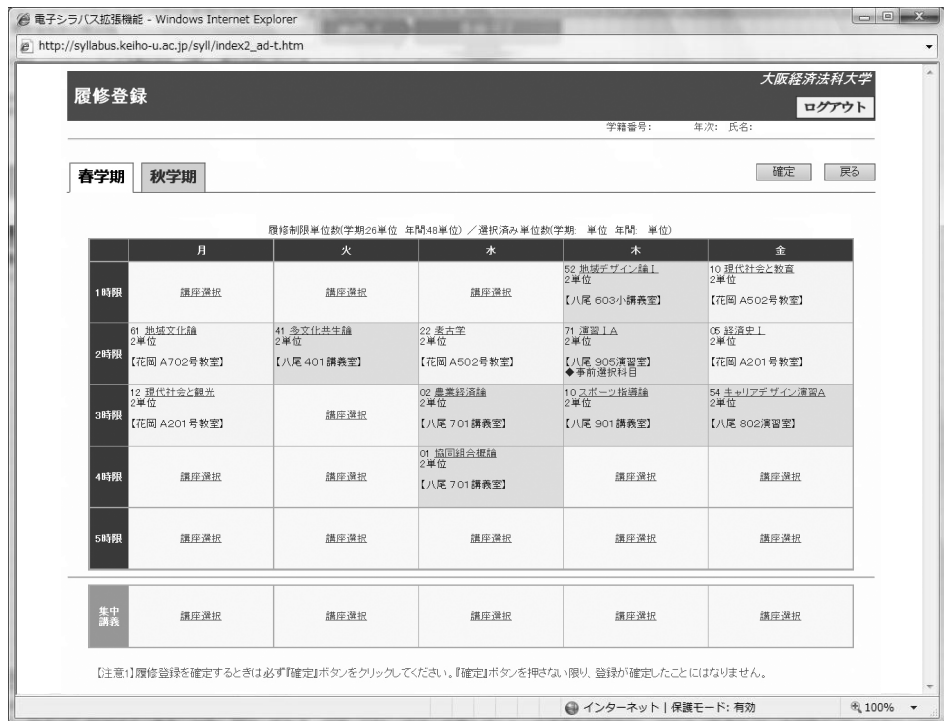 電子シラバス拡張機能 - Windows Internet Explorer
http://syllabus.keiho-u.ac.jp/syll/index2_ad-t.htm
大阪経済法科大学
履修登録
ログアウト
学籍番号: 年次: 氏名:
春学期 秋学期 確定 戻る
履修制限単位数(学期26単位 年間48単位) ／選択済み単位数(学期: 単位 年間: 単位)
月 火 水 木 金
1時限
講座選択
講座選択
講座選択
52 地域デザイン論Ⅰ
2単位
【八尾 603小講義室】
10 現代社会と教育
2単位
【花岡 A502号教室】
2時限
61 地域文化論
2単位
【花岡 A702号教室】
41 多文化共生論
2単位
【八尾 401講義室】
22 考古学
2単位
【花岡 A502号教室】
71 演習ⅠA
2単位
【八尾 905演習室】
◆事前選択科目
05 経済史Ⅰ
2単位
【花岡 A201号教室】
3時限
12 現代社会と観光
2単位
【花岡 A201号教室】
講座選択
02 農業経済論
2単位
【八尾 701講義室】
10 スポーツ指導論
2単位
【八尾 901講義室】
54 キャリアデザイン演習A
2単位
【八尾 802演習室】
4時限
講座選択
講座選択
01 協同組合概論
2単位
【八尾 701講義室】
講座選択
講座選択
5時限
講座選択
講座選択
講座選択
講座選択
講座選択
集中
講義
講座選択
講座選択
講座選択
講座選択
講座選択
【注意1】履修登録を確定するときは必ず『確定』ボタンをクリックしてください。『確定』ボタンを押さない限り、登録が確定したことにはなりません。
インターネット | 保護モード: 有効
100%